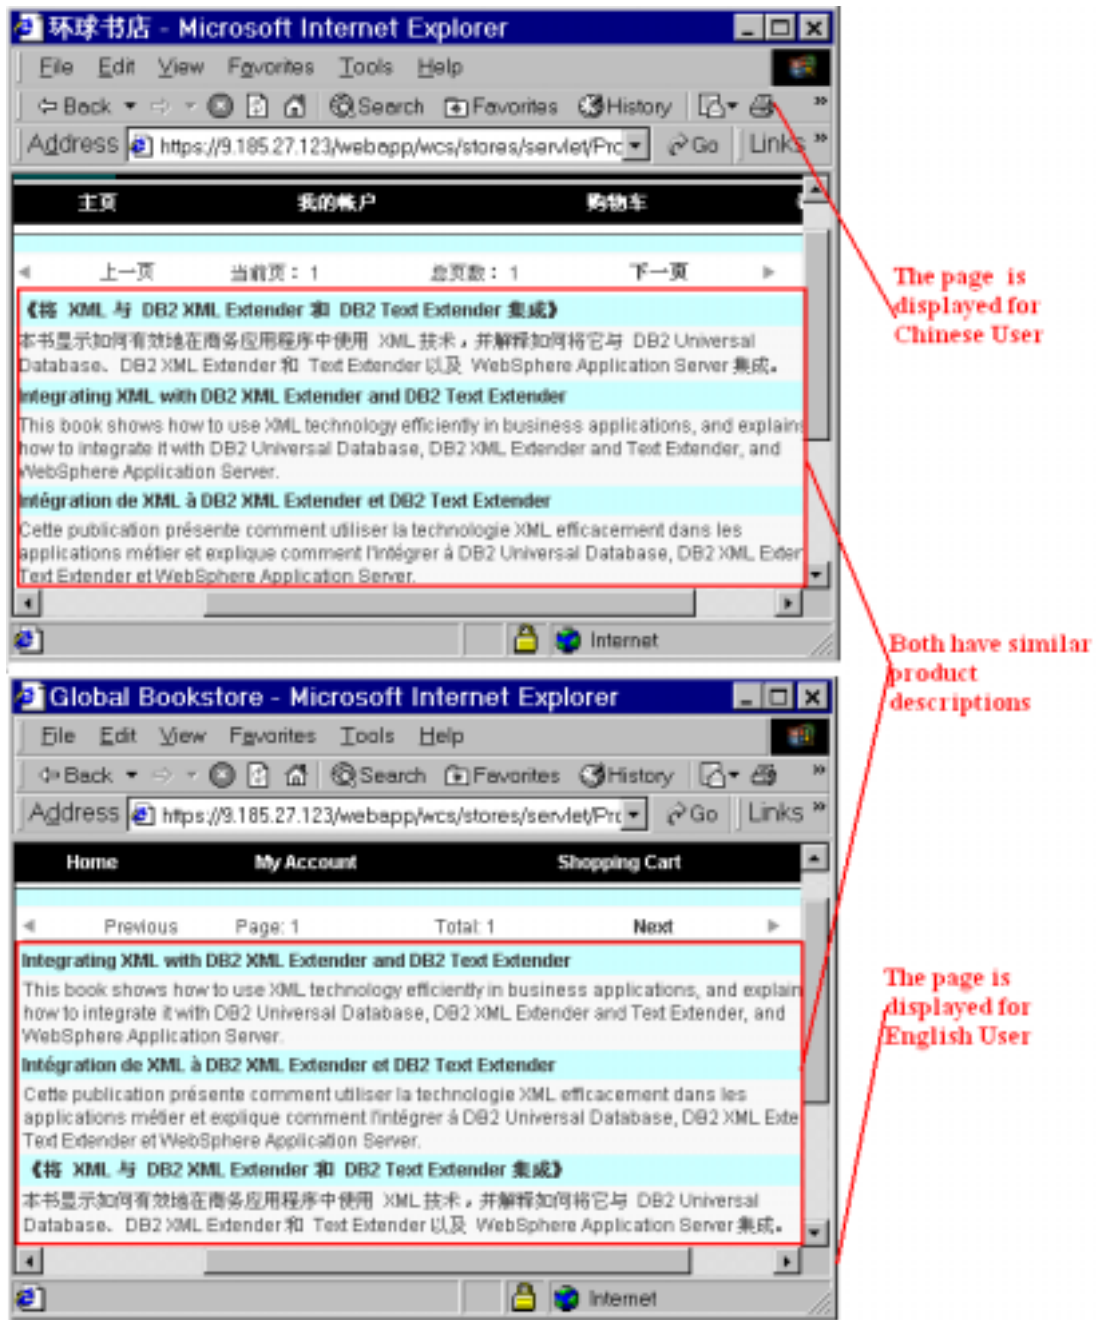 环球书店 - Microsoft Internet Explorer
File Edit View Favorites Tools Help
Back Search Favorites History »
Address https://9.185.27.123/webapp/wcs/stores/servlet/Prc Go Links »
主页 我的帐户 购物车
上一页 当前页： 1 总页数： 1 下一页
《将 XML 与 DB2 XML Extender 和 DB2 Text Extender 集成》
本书显示如何有效地在商务应用程序中使用 XML 技术，并解释如何将它与 DB2 Universal
Database、DB2 XML Extender 和 Text Extender 以及 WebSphere Application Server 集成。
Integrating XML with DB2 XML Extender and DB2 Text Extender
This book shows how to use XML technology efficiently in business applications, and explains
how to integrate it with DB2 Universal Database, DB2 XML Extender and Text Extender, and
WebSphere Application Server.
Intégration de XML à DB2 XML Extender et DB2 Text Extender
Cette publication présente comment utiliser la technologie XML efficacement dans les
applications métier et explique comment l'intégrer à DB2 Universal Database, DB2 XML Exter
Text Extender et WebSphere Application Server.
Internet
The page is
displayed for
Chinese User
Both have similar
product
descriptions
Global Bookstore - Microsoft Internet Explorer
File Edit View Favorites Tools Help
Back Search Favorites History »
Address https://9.185.27.123/webapp/wcs/stores/servlet/Prc Go Links »
Home My Account Shopping Cart
Previous Page: 1 Total: 1 Next
Integrating XML with DB2 XML Extender and DB2 Text Extender
This book shows how to use XML technology efficiently in business applications, and explain
how to integrate it with DB2 Universal Database, DB2 XML Extender and Text Extender, and
WebSphere Application Server.
Intégration de XML à DB2 XML Extender et DB2 Text Extender
Cette publication présente comment utiliser la technologie XML efficacement dans les
applications métier et explique comment l'intégrer à DB2 Universal Database, DB2 XML Exte
Text Extender et WebSphere Application Server.
《将 XML 与 DB2 XML Extender 和 DB2 Text Extender 集成》
本书显示如何有效地在商务应用程序中使用 XML 技术，并解释如何将它与 DB2 Universal
Database、DB2 XML Extender 和 Text Extender 以及 WebSphere Application Server 集成。
Internet
The page is
displayed for
English User